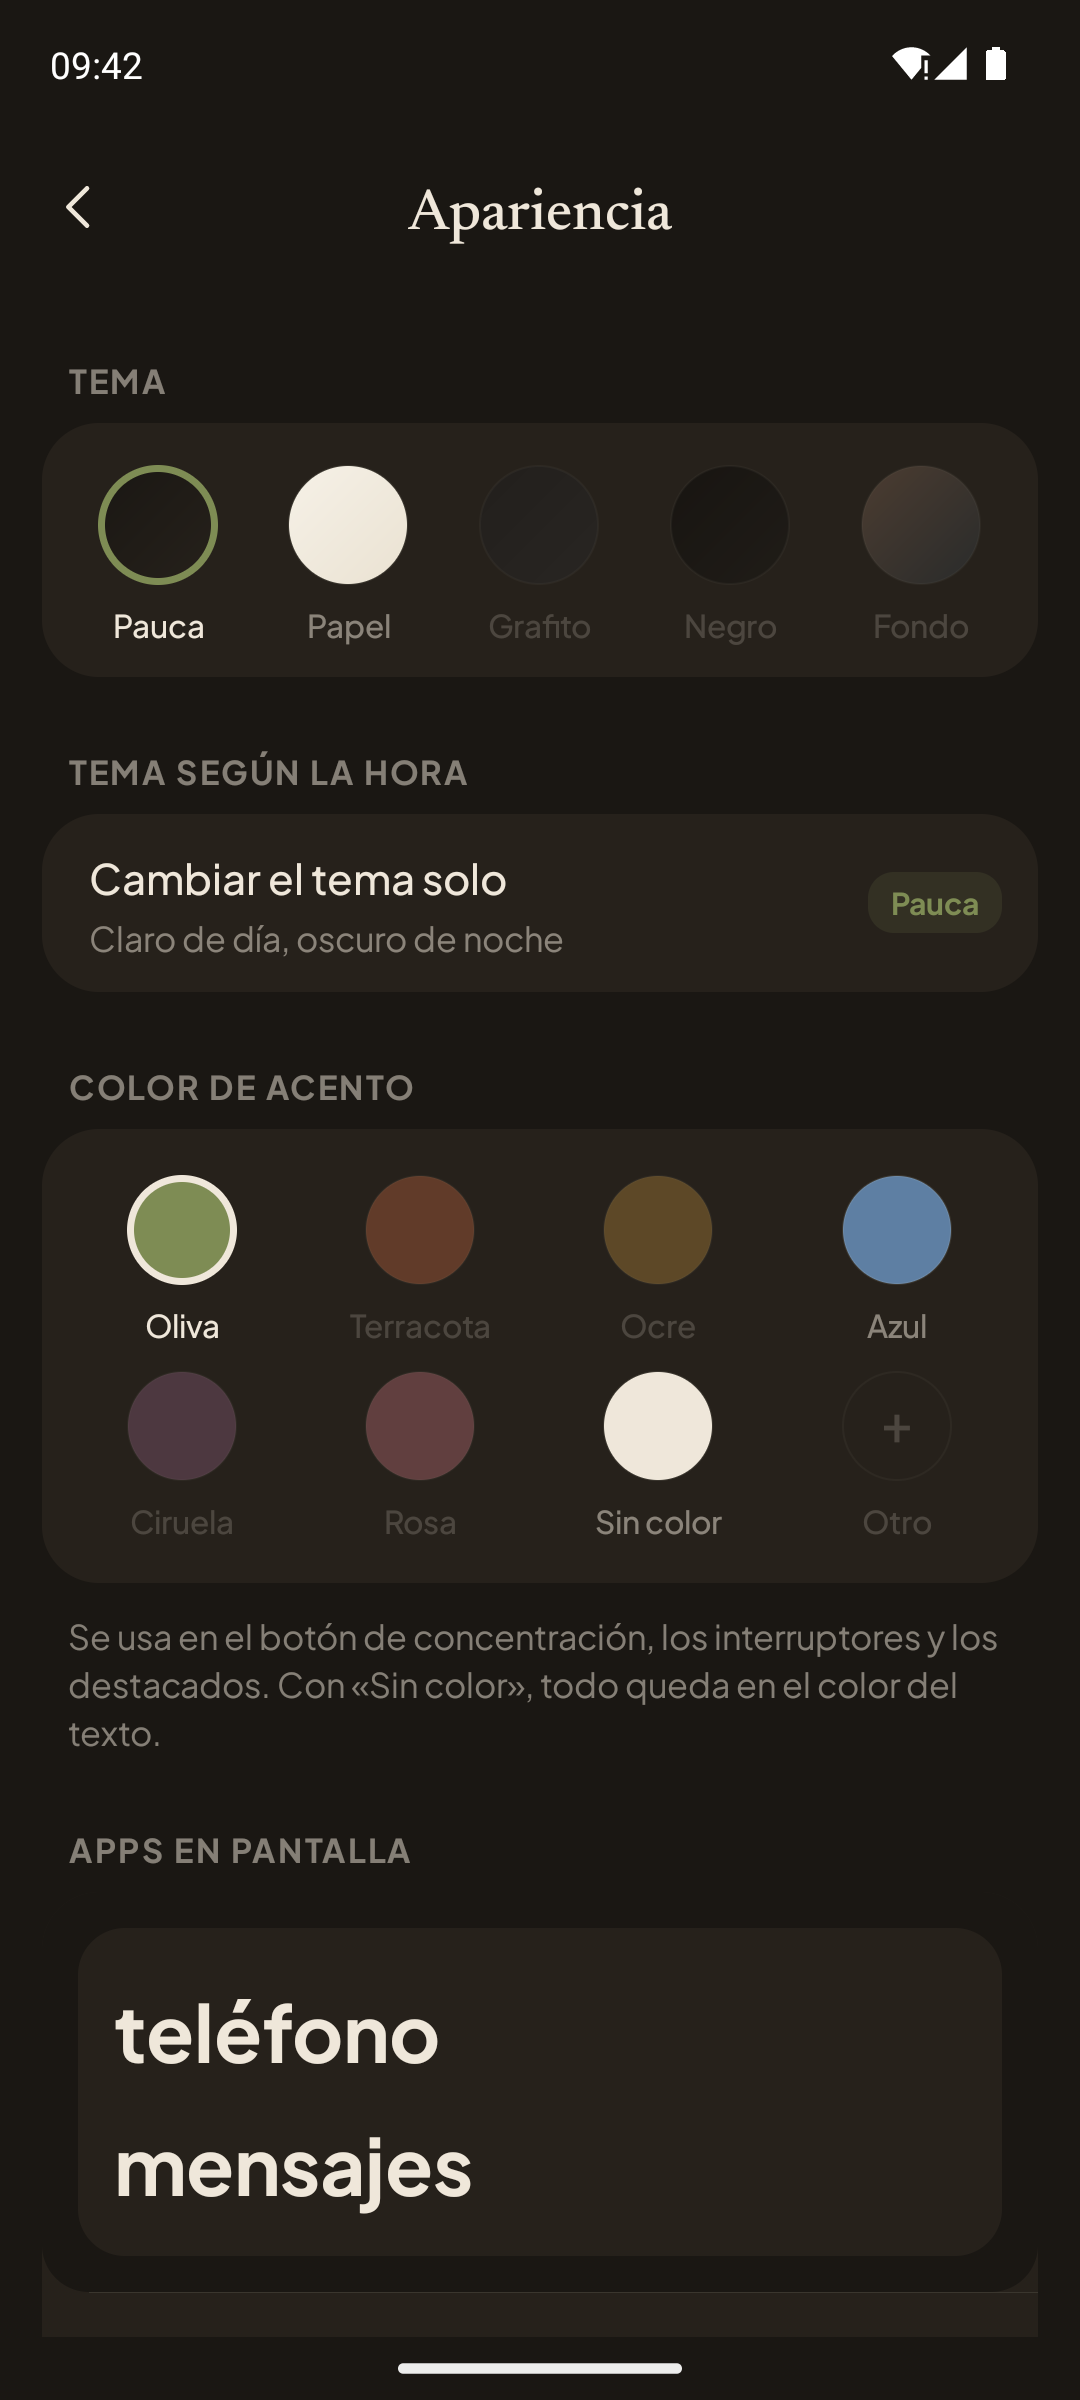 09:42
Apariencia
TEMA
Pauca
Papel
Grafito
Negro
Fondo
TEMA SEGÚN LA HORA
Cambiar el tema solo
Claro de día, oscuro de noche
Pauca
COLOR DE ACENTO
Oliva
Terracota
Ocre
Azul
+
Ciruela
Rosa
Sin color
Otro
Se usa en el botón de concentración, los interruptores y los
destacados. Con «Sin color», todo queda en el color del
texto.
APPS EN PANTALLA
teléfono
mensajes